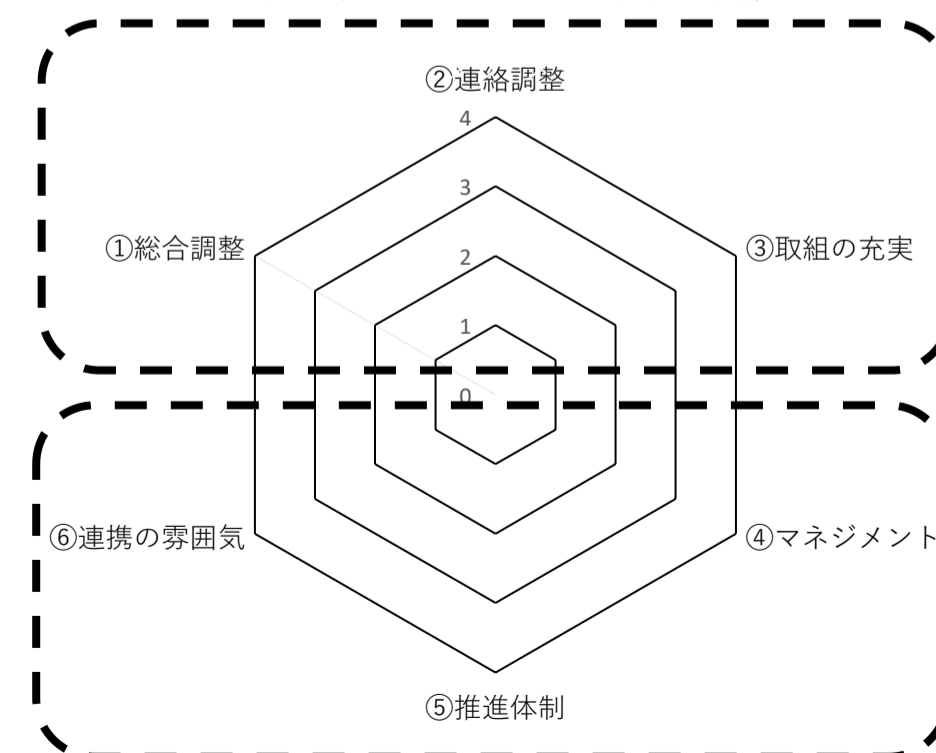 ②連絡調整
4
3
①総合調整
③取組の充実
2
1
0
⑥連携の雰囲気
④マネジメント
⑤推進体制